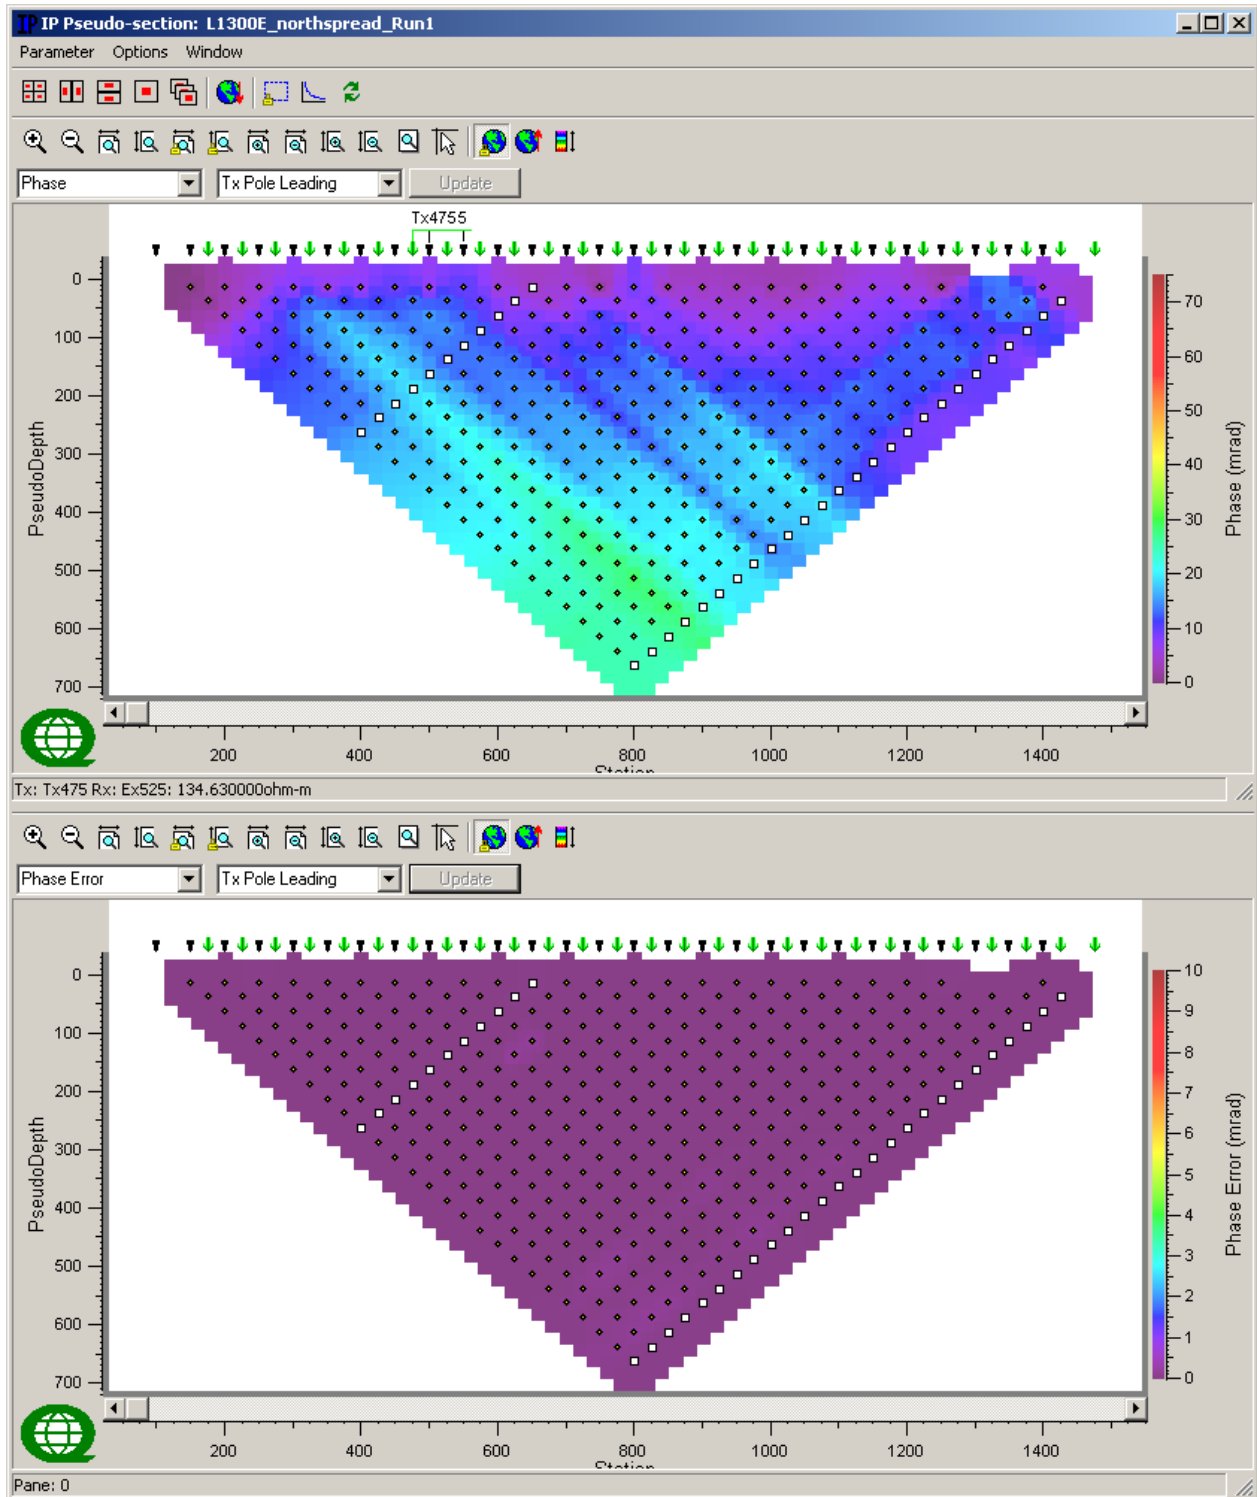 IP IP Pseudo-section: L1300E_northspread_Run1
Parameter Options Window
Phase Tx Pole Leading Update
Tx4755
0
100
200
300
400
500
600
700
PseudoDepth
70
60
50
40
30
20
10
0
Phase (mrad)
200 400 600 800 1000 1200 1400
Station
Tx: Tx475 Rx: Ex525: 134.630000ohm-m
Phase Error Tx Pole Leading Update
0
100
200
300
400
500
600
700
PseudoDepth
10
9
8
7
6
5
4
3
2
1
0
Phase Error (mrad)
200 400 600 800 1000 1200 1400
Station
Pane: 0